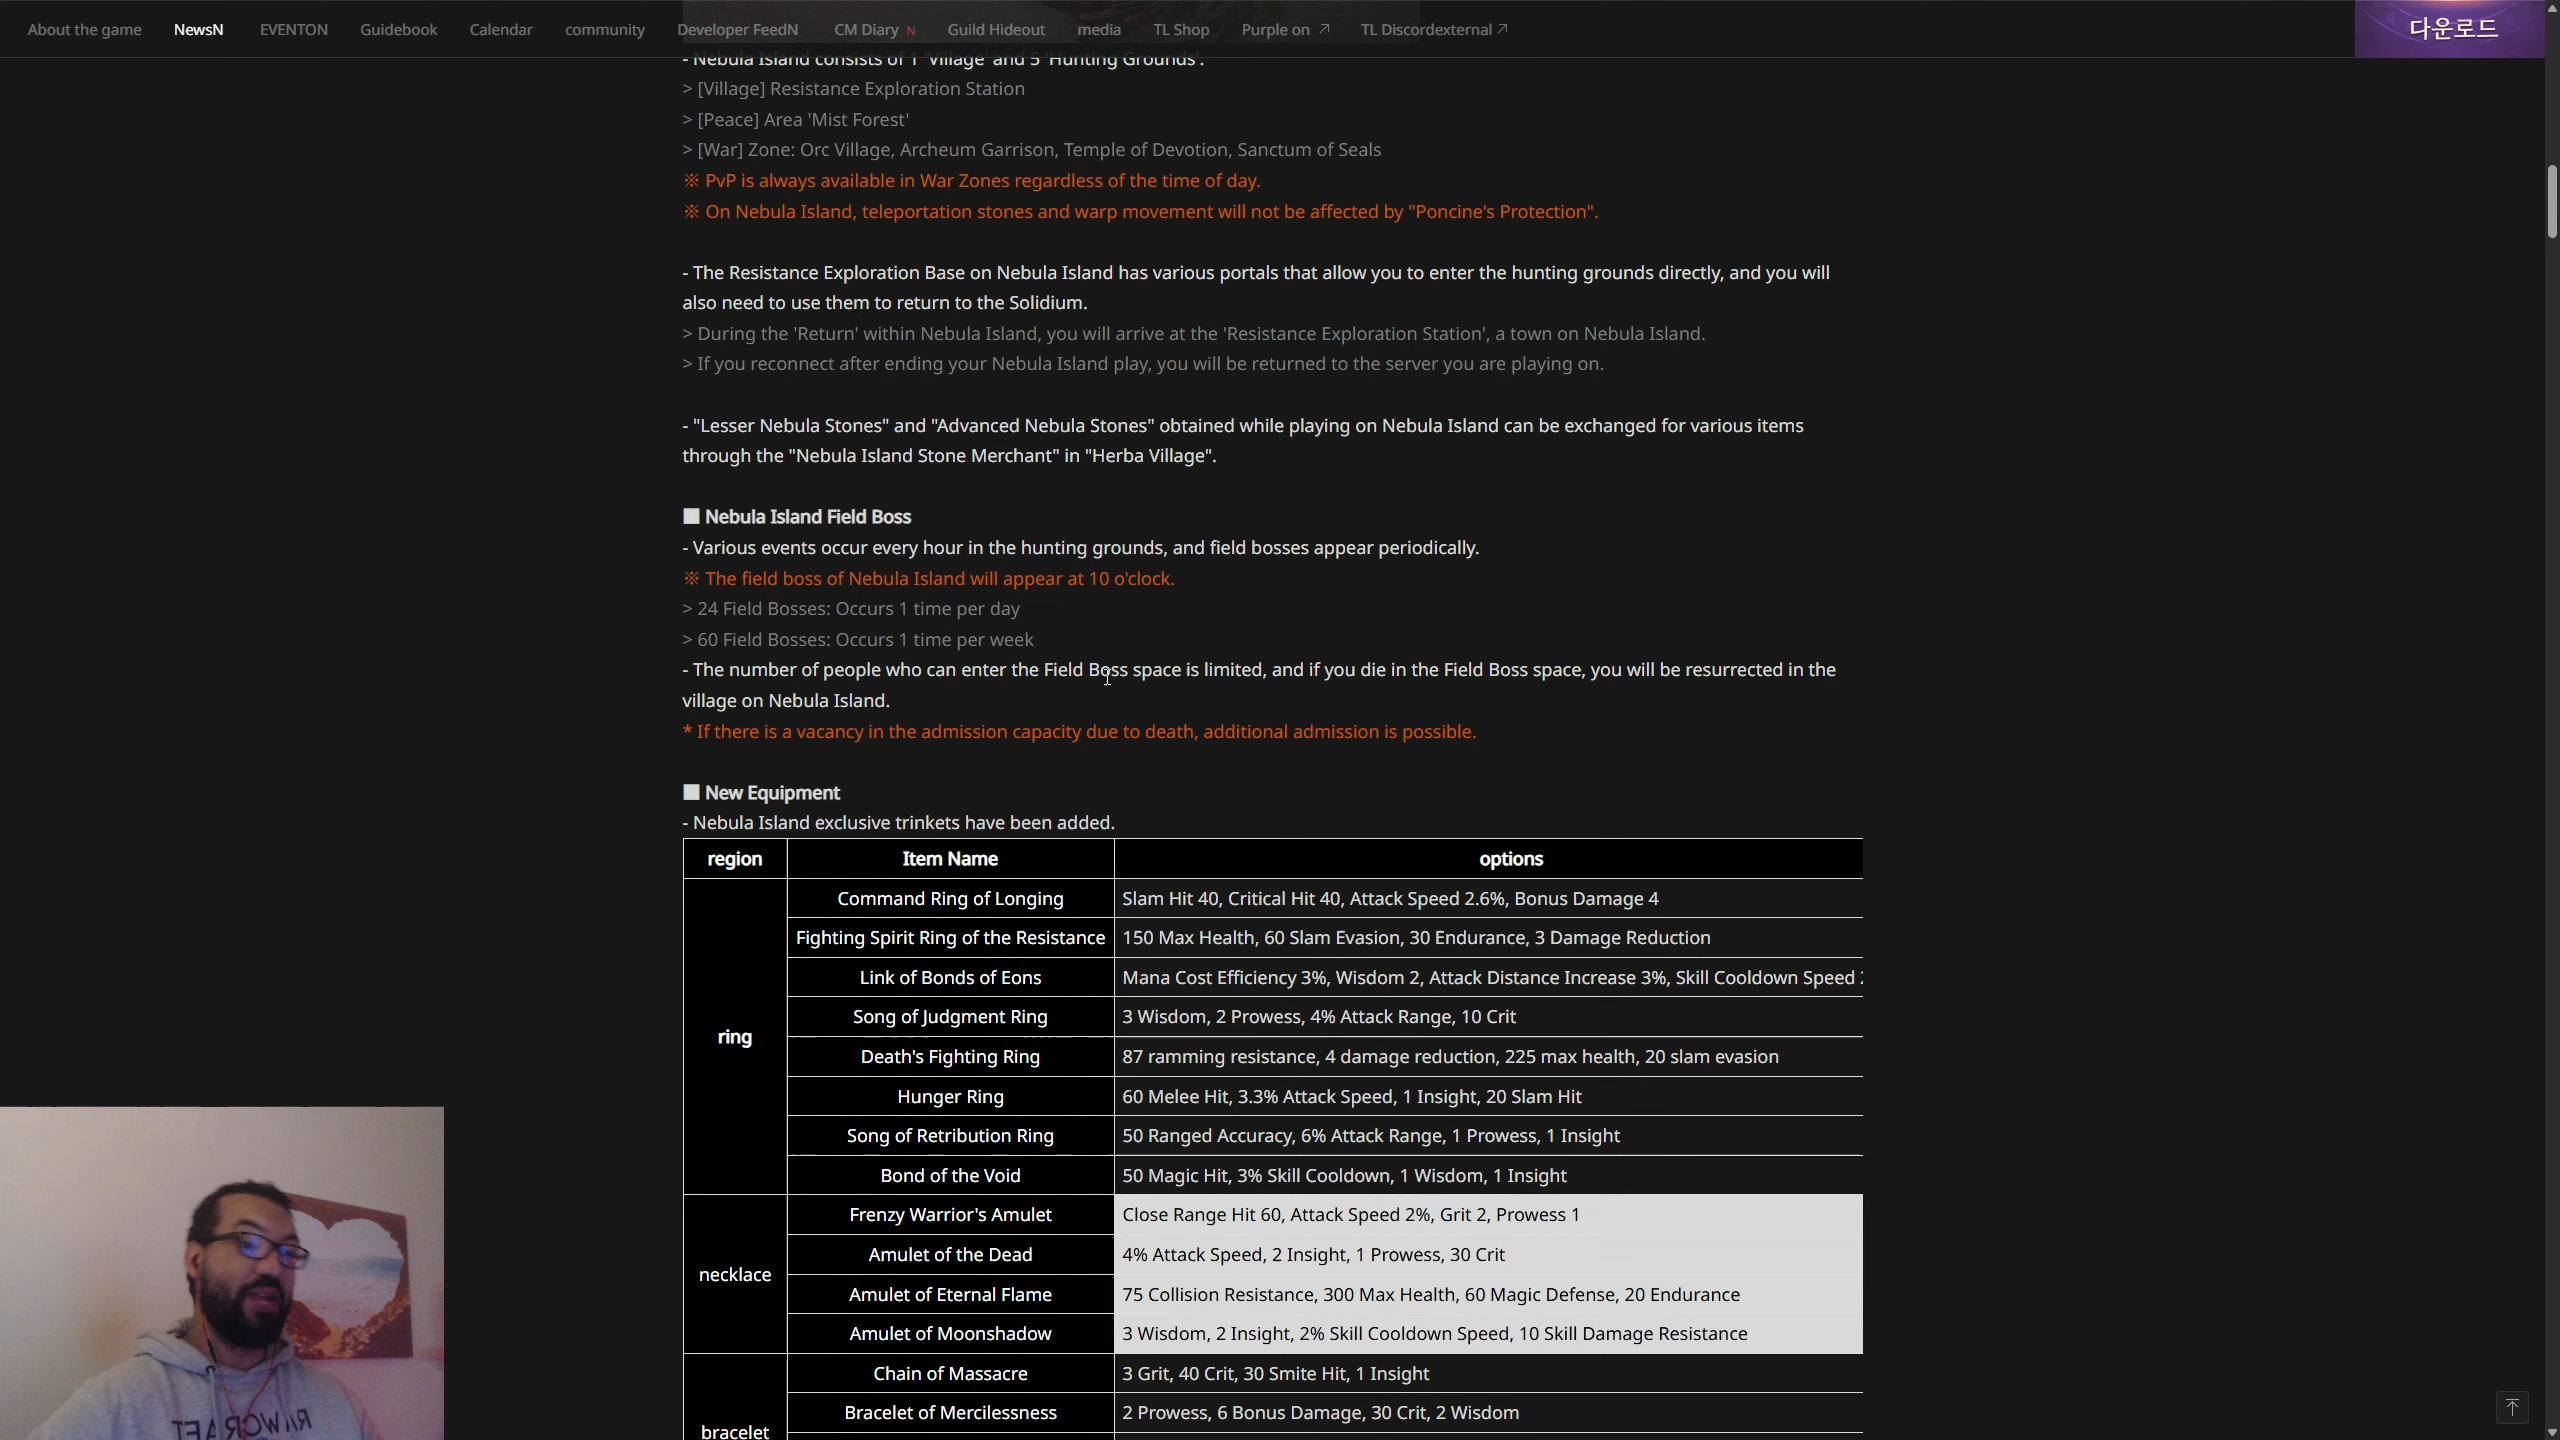 About the game NewsN EVENTON Guidebook Calendar community Developer FeedN CM Diary N Guild Hideout media TL Shop Purple on TL Discordexternal 다운로드
- Nebula Island consists of 1 'Village' and 5 'Hunting Grounds'.
> [Village] Resistance Exploration Station
> [Peace] Area 'Mist Forest'
> [War] Zone: Orc Village, Archeum Garrison, Temple of Devotion, Sanctum of Seals
※ PvP is always available in War Zones regardless of the time of day.
※ On Nebula Island, teleportation stones and warp movement will not be affected by "Poncine's Protection".
- The Resistance Exploration Base on Nebula Island has various portals that allow you to enter the hunting grounds directly, and you will
also need to use them to return to the Solidium.
> During the 'Return' within Nebula Island, you will arrive at the 'Resistance Exploration Station', a town on Nebula Island.
> If you reconnect after ending your Nebula Island play, you will be returned to the server you are playing on.
- "Lesser Nebula Stones" and "Advanced Nebula Stones" obtained while playing on Nebula Island can be exchanged for various items
through the "Nebula Island Stone Merchant" in "Herba Village".
■ Nebula Island Field Boss
- Various events occur every hour in the hunting grounds, and field bosses appear periodically.
※ The field boss of Nebula Island will appear at 10 o'clock.
> 24 Field Bosses: Occurs 1 time per day
> 60 Field Bosses: Occurs 1 time per week
- The number of people who can enter the Field Boss space is limited, and if you die in the Field Boss space, you will be resurrected in the
village on Nebula Island.
* If there is a vacancy in the admission capacity due to death, additional admission is possible.
■ New Equipment
- Nebula Island exclusive trinkets have been added.
region Item Name options
ring
Command Ring of Longing Slam Hit 40, Critical Hit 40, Attack Speed 2.6%, Bonus Damage 4
Fighting Spirit Ring of the Resistance 150 Max Health, 60 Slam Evasion, 30 Endurance, 3 Damage Reduction
Link of Bonds of Eons Mana Cost Efficiency 3%, Wisdom 2, Attack Distance Increase 3%, Skill Cooldown Speed
Song of Judgment Ring 3 Wisdom, 2 Prowess, 4% Attack Range, 10 Crit
Death's Fighting Ring 87 ramming resistance, 4 damage reduction, 225 max health, 20 slam evasion
Hunger Ring 60 Melee Hit, 3.3% Attack Speed, 1 Insight, 20 Slam Hit
Song of Retribution Ring 50 Ranged Accuracy, 6% Attack Range, 1 Prowess, 1 Insight
Bond of the Void 50 Magic Hit, 3% Skill Cooldown, 1 Wisdom, 1 Insight
necklace
Frenzy Warrior's Amulet Close Range Hit 60, Attack Speed 2%, Grit 2, Prowess 1
Amulet of the Dead 4% Attack Speed, 2 Insight, 1 Prowess, 30 Crit
Amulet of Eternal Flame 75 Collision Resistance, 300 Max Health, 60 Magic Defense, 20 Endurance
Amulet of Moonshadow 3 Wisdom, 2 Insight, 2% Skill Cooldown Speed, 10 Skill Damage Resistance
bracelet
Chain of Massacre 3 Grit, 40 Crit, 30 Smite Hit, 1 Insight
Bracelet of Mercilessness 2 Prowess, 6 Bonus Damage, 30 Crit, 2 Wisdom